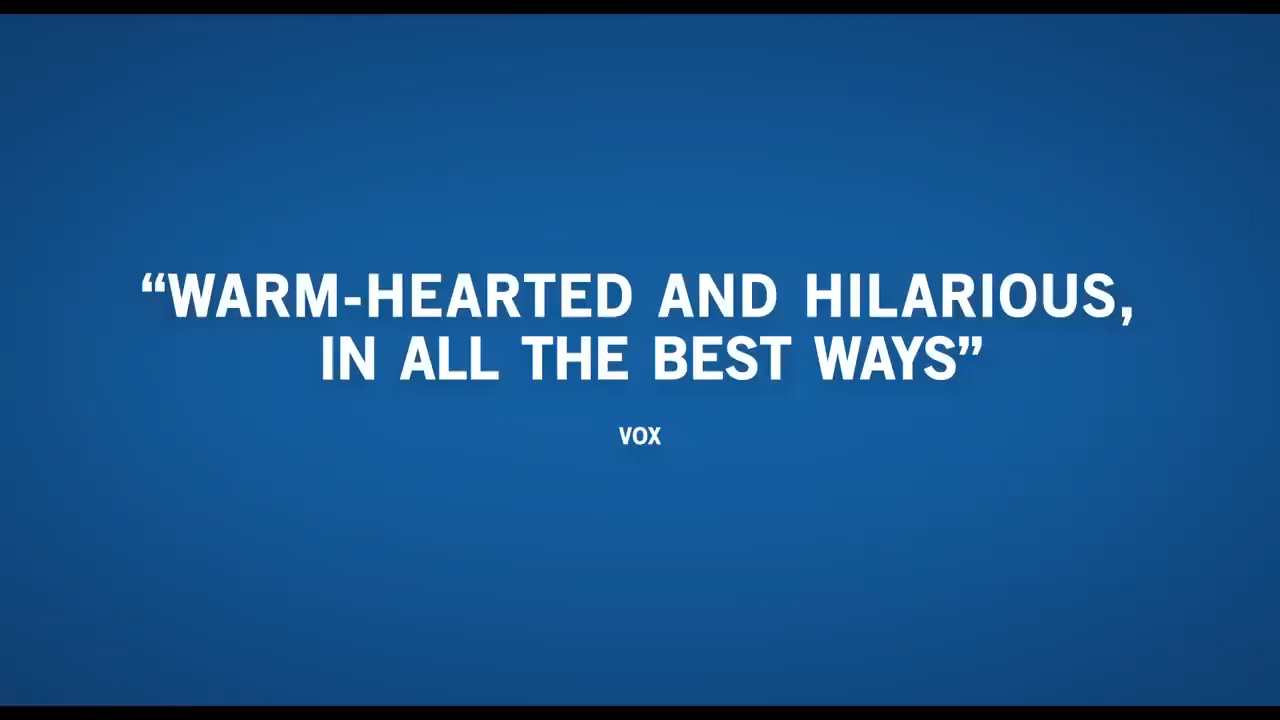 “WARM-HEARTED AND HILARIOUS,
IN ALL THE BEST WAYS”
VOX